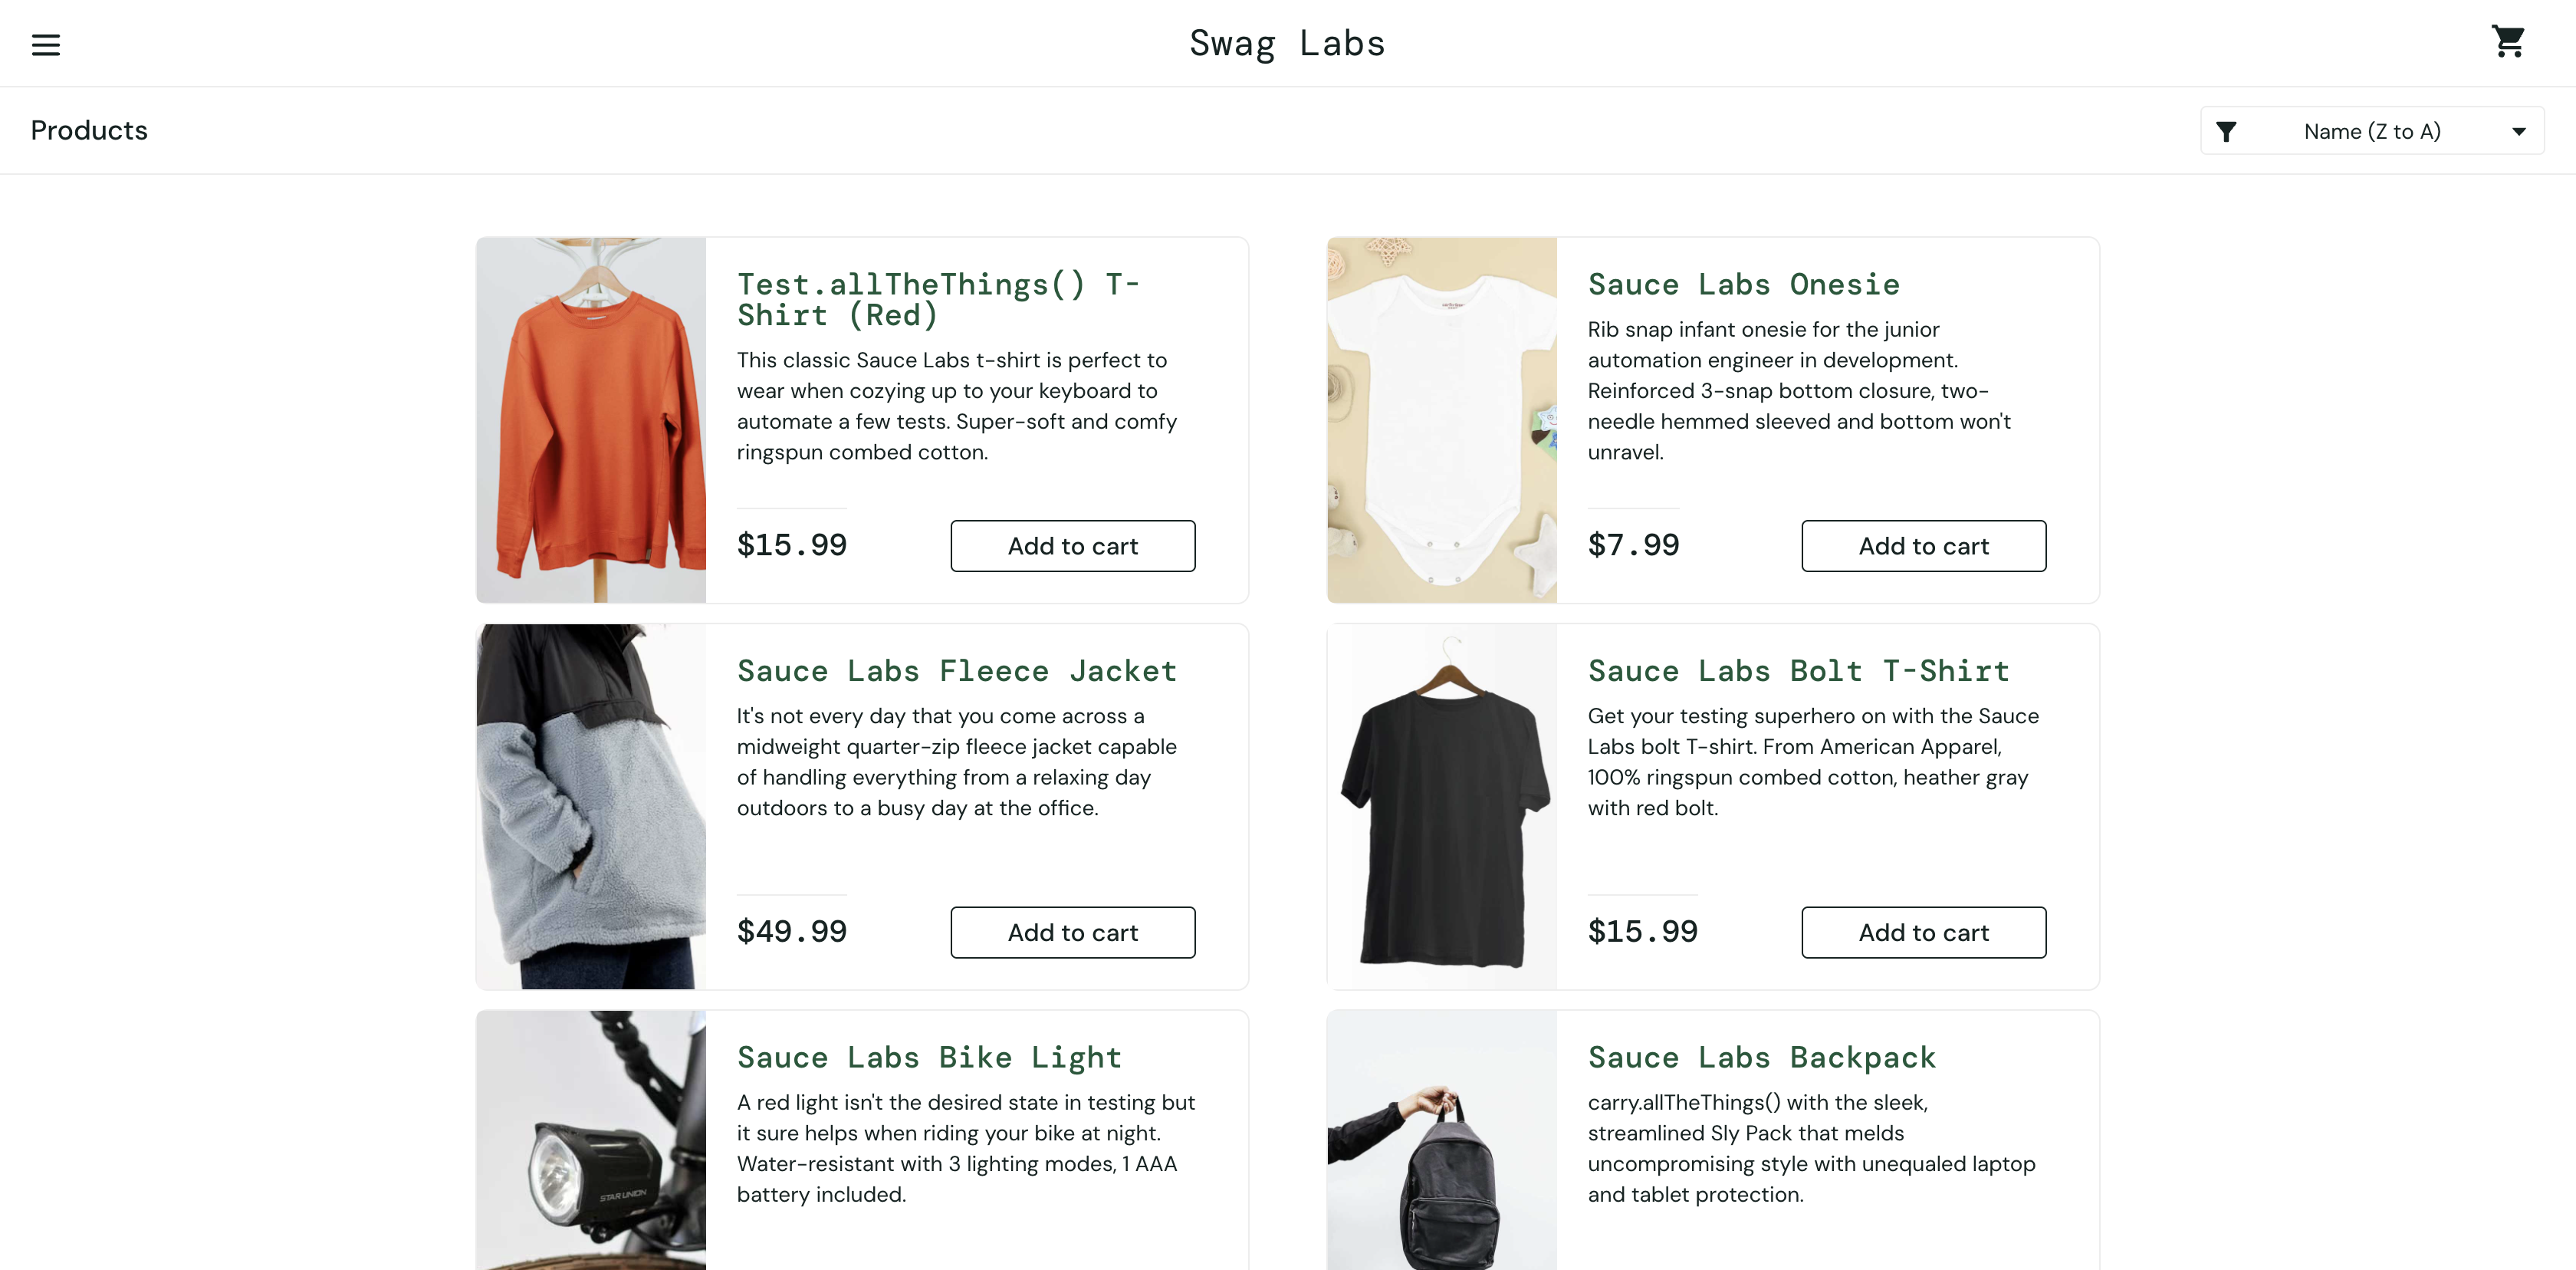 Swag Labs
Products
Name (Z to A)
Test.allTheThings() T-
Shirt (Red)
This classic Sauce Labs t-shirt is perfect to
wear when cozying up to your keyboard to
automate a few tests. Super-soft and comfy
ringspun combed cotton.
$15.99
Add to cart
Sauce Labs Onesie
Rib snap infant onesie for the junior
automation engineer in development.
Reinforced 3-snap bottom closure, two-
needle hemmed sleeved and bottom won't
unravel.
$7.99
Add to cart
Sauce Labs Fleece Jacket
It's not every day that you come across a
midweight quarter-zip fleece jacket capable
of handling everything from a relaxing day
outdoors to a busy day at the office.
$49.99
Add to cart
Sauce Labs Bolt T-Shirt
Get your testing superhero on with the Sauce
Labs bolt T-shirt. From American Apparel,
100% ringspun combed cotton, heather gray
with red bolt.
$15.99
Add to cart
STAR UNION
Sauce Labs Bike Light
A red light isn't the desired state in testing but
it sure helps when riding your bike at night.
Water-resistant with 3 lighting modes, 1 AAA
battery included.
Sauce Labs Backpack
carry.allTheThings() with the sleek,
streamlined Sly Pack that melds
uncompromising style with unequaled laptop
and tablet protection.